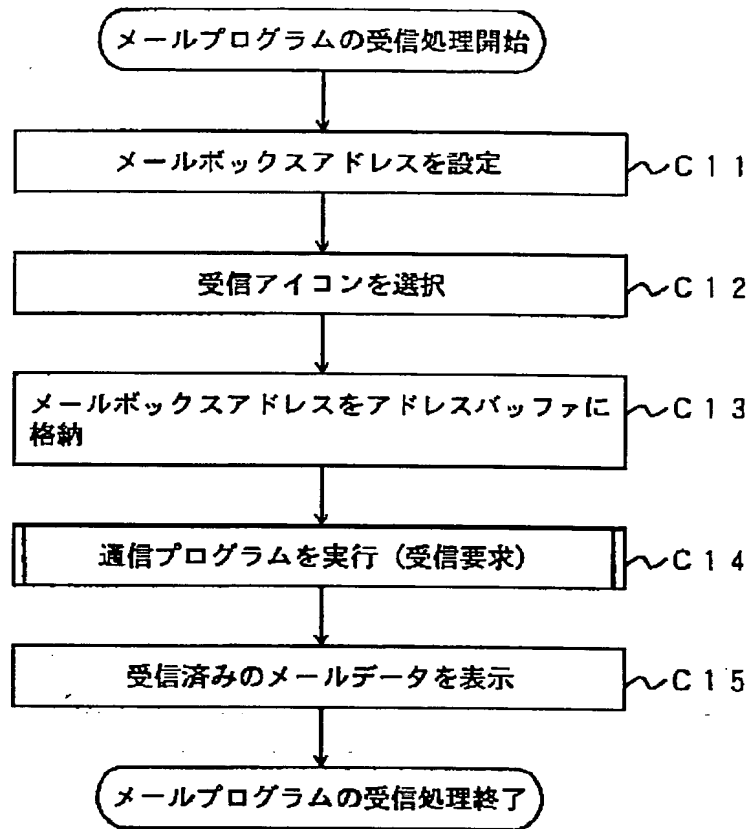 メールプログラムの受信処理開始
メールボックスアドレスを設定
C11
受信アイコンを選択
C12
メールボックスアドレスをアドレスバッファに
格納
C13
通信プログラムを実行（受信要求）
C14
受信済みのメールデータを表示
C15
メールプログラムの受信処理終了